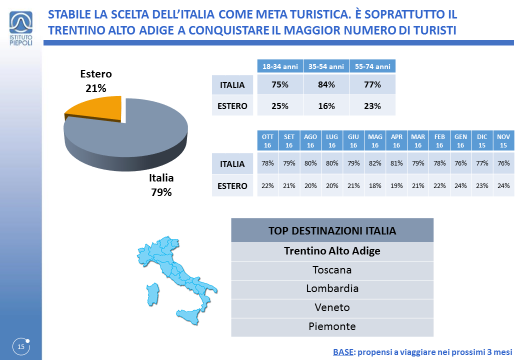 STABILE LA SCELTA DELL'ITALIA COME META TURISTICA. È SOPRATTUTTO IL
TRENTINO ALTO ADIGE A CONQUISTARE IL MAGGIOR NUMERO DI TURISTI
ISTITUTO
PIEPOLI
Estero
21%
Italia
79%
18-34 anni 35-54 anni 55-74 anni
ITALIA 75% 84% 77%
ESTERO 25% 16% 23%
OTT 16 SET 16 AGO 16 LUG 16 GIU 16 MAG 16 APR 16 MAR 16 FEB 16 GEN 16 DIC 15 NOV 15
ITALIA 78% 79% 80% 80% 79% 82% 81% 79% 78% 76% 77% 76%
ESTERO 22% 21% 20% 20% 21% 18% 19% 21% 22% 24% 23% 24%
TOP DESTINAZIONI ITALIA
Trentino Alto Adige
Toscana
Lombardia
Veneto
Piemonte
15
BASE: propensi a viaggiare nei prossimi 3 mesi